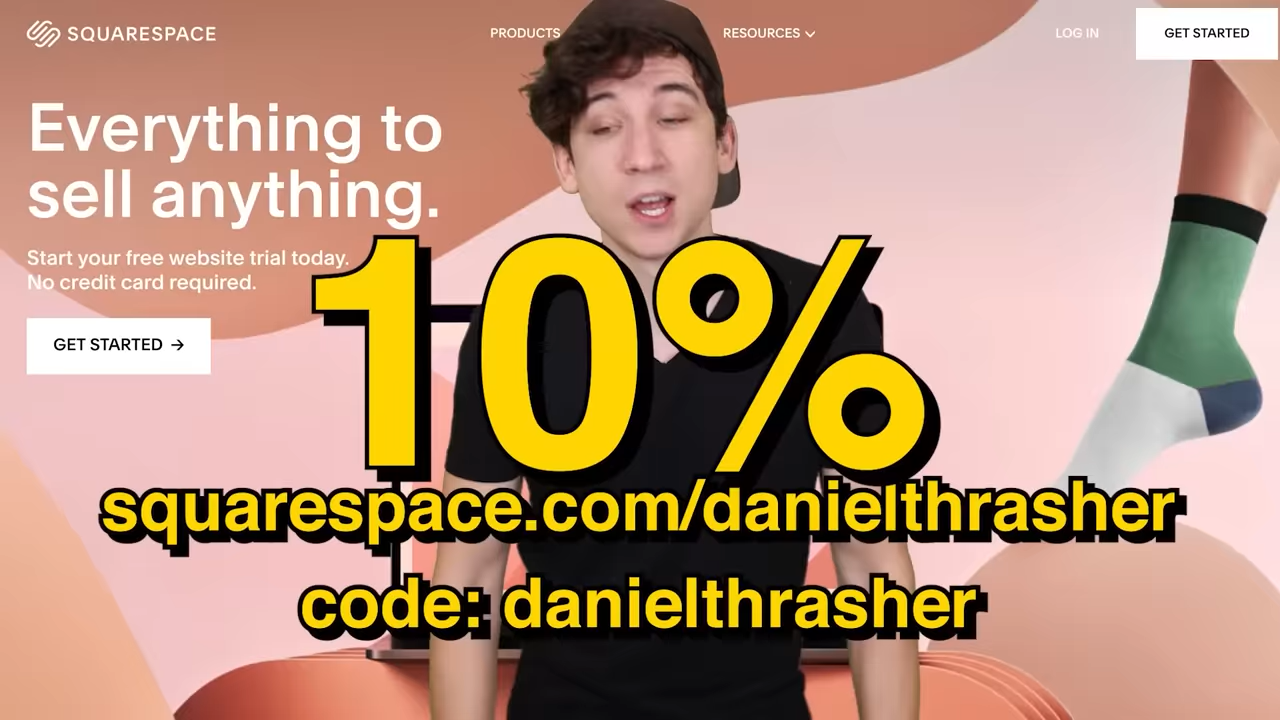 SQUARESPACE
PRODUCTS
RESOURCES
LOG IN
GET STARTED
Everything to
sell anything.
Start your free website trial today.
No credit card required.
GET STARTED →
10%
squarespace.com/danielthrasher
code: danielthrasher